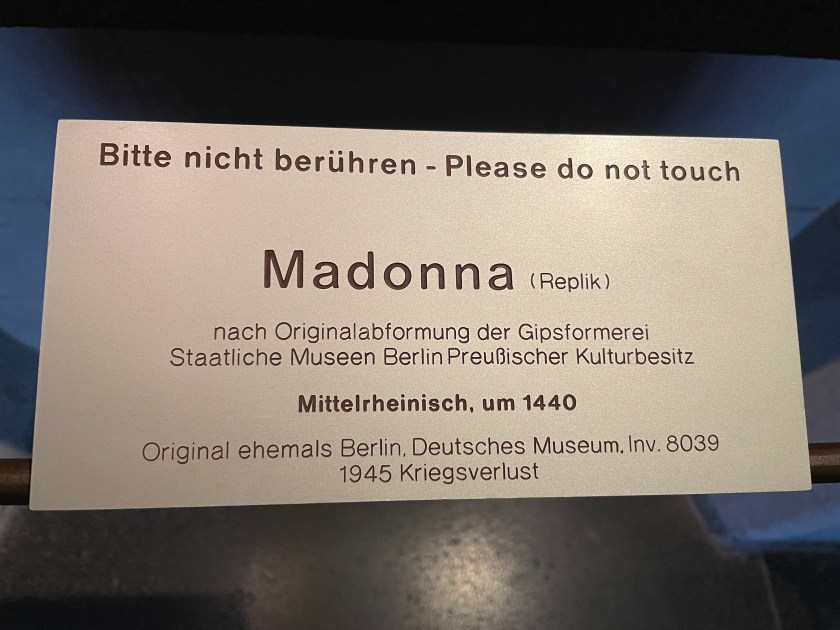 Bitte nicht berühren - Please do not touch
Madonna (Replik)
nach Originalabformung der Gipsformerei
Staatliche Museen Berlin Preußischer Kulturbesitz
Mittelrheinisch, um 1440
Original ehemals Berlin, Deutsches Museum, Inv. 8039
1945 Kriegsverlust